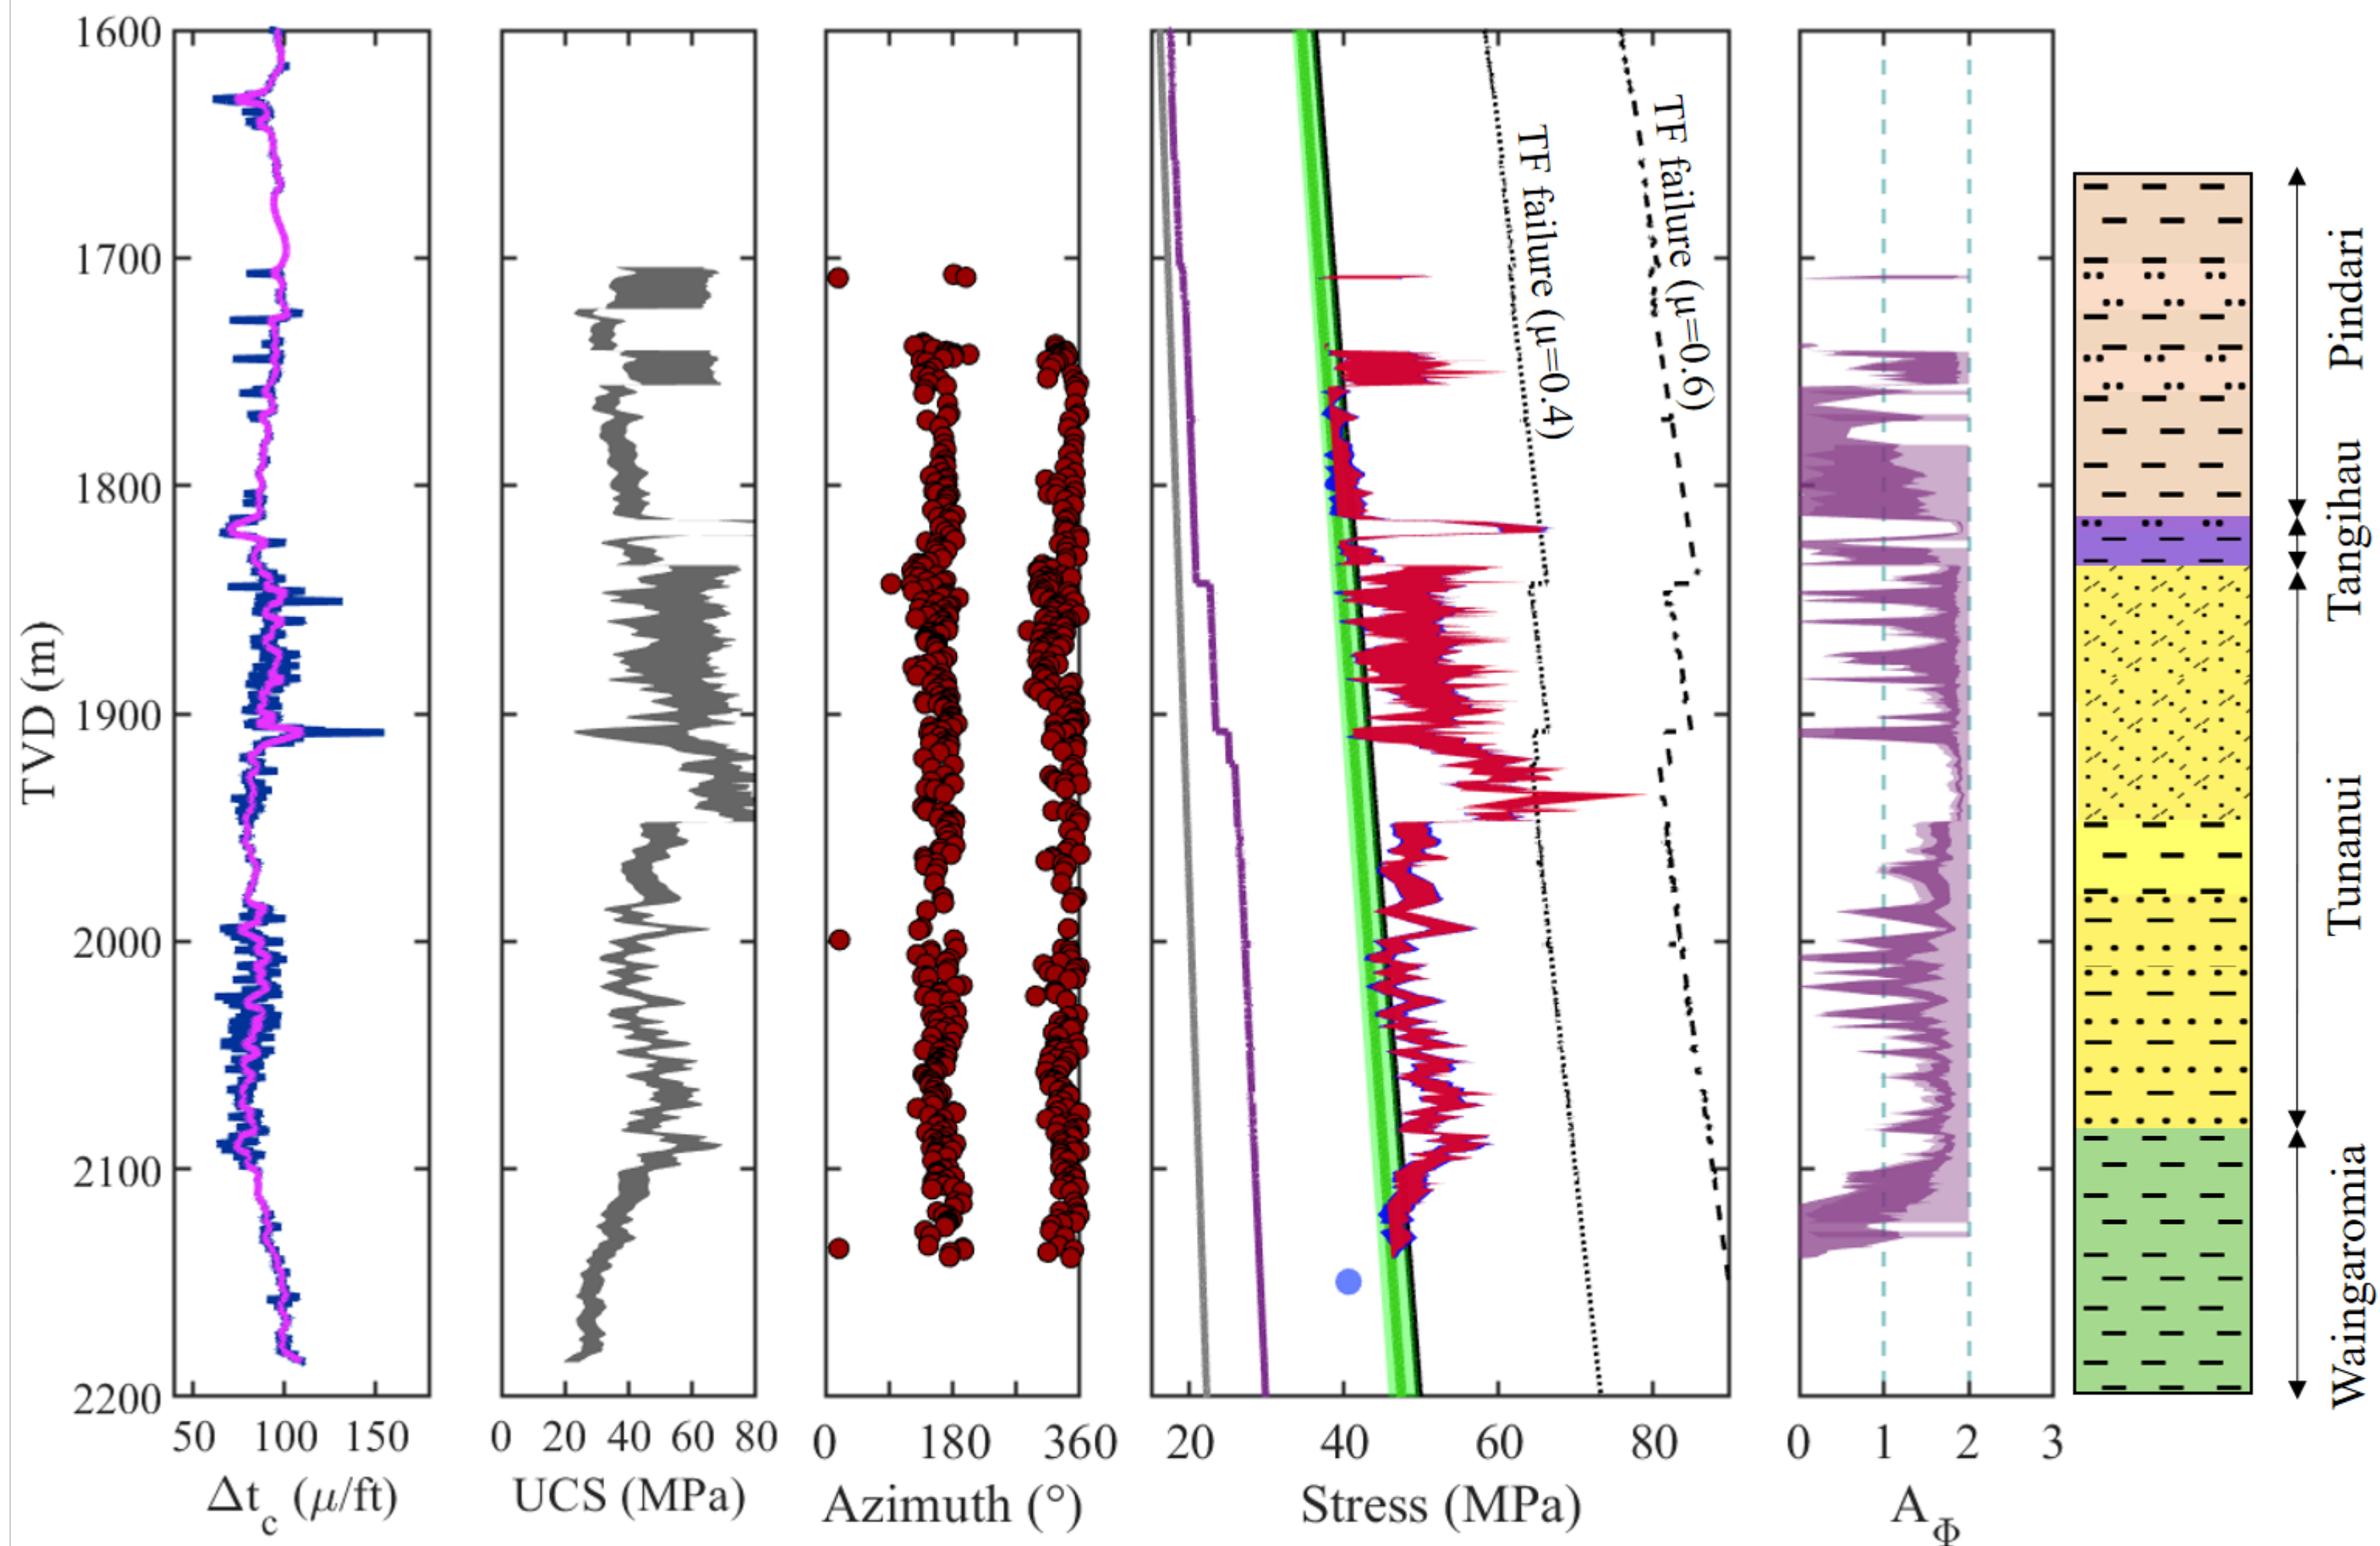 TVD (m)
1600
1700
1800
1900
2000
2100
2200
50 100 150
Δtc (μ/ft)
0 20 40 60 80
UCS (MPa)
0 180 360
Azimuth (°)
TF failure (μ=0.4)
TF failure (μ=0.6)
20 40 60 80
Stress (MPa)
0 1 2 3
AΦ
Pindari
Tangihau
Tunanui
Waingaromia